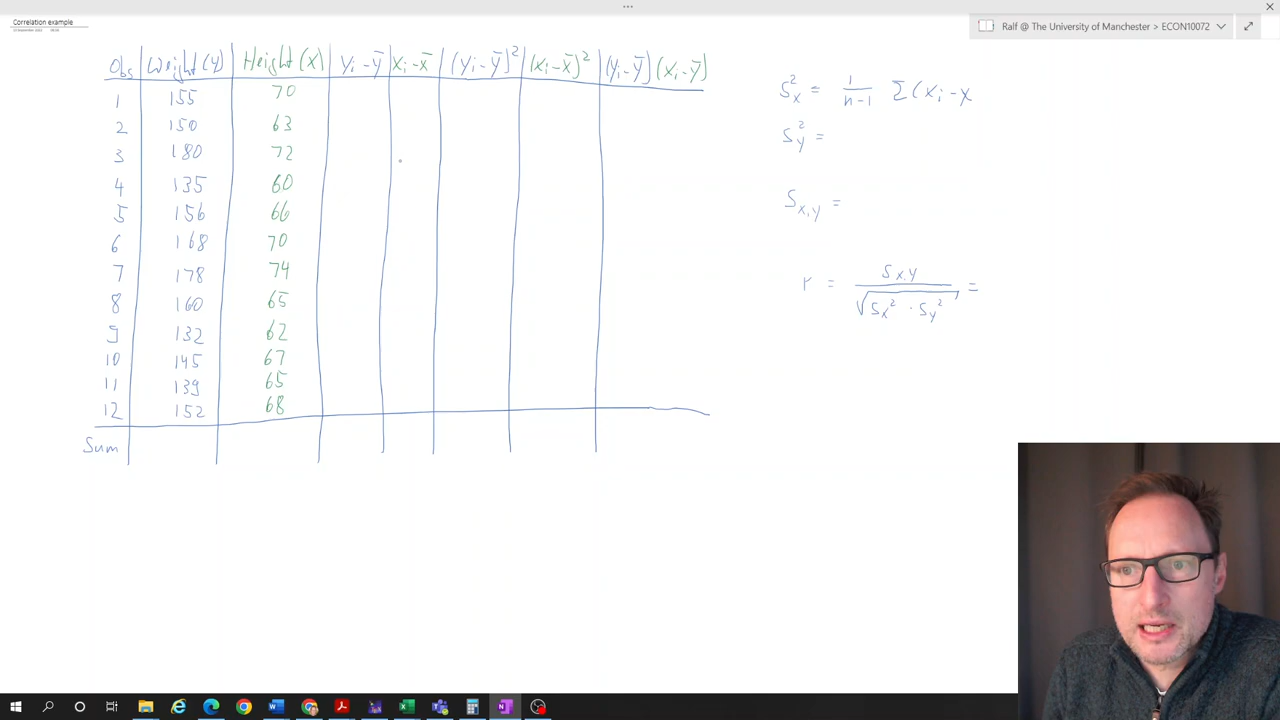 Correlation example
Ralf @ The University of Manchester > ECON10072
Obs Weight (Y) Height (X) Yi-Ȳ Xi-X̄ (Yi-Ȳ)² (Xi-X̄)² (Yi-Ȳ)(Xi-Ȳ)
1 155 70
2 150 63
3 180 72
4 135 60
5 156 66
6 168 70
7 178 74
8 160 65
9 132 62
10 145 67
11 139 65
12 152 68
Sum
Sx² = 1/(n-1) Σ(Xi-X
Sy² =
Sx,y =
r = Sx,y / √(Sx² · Sy²) =